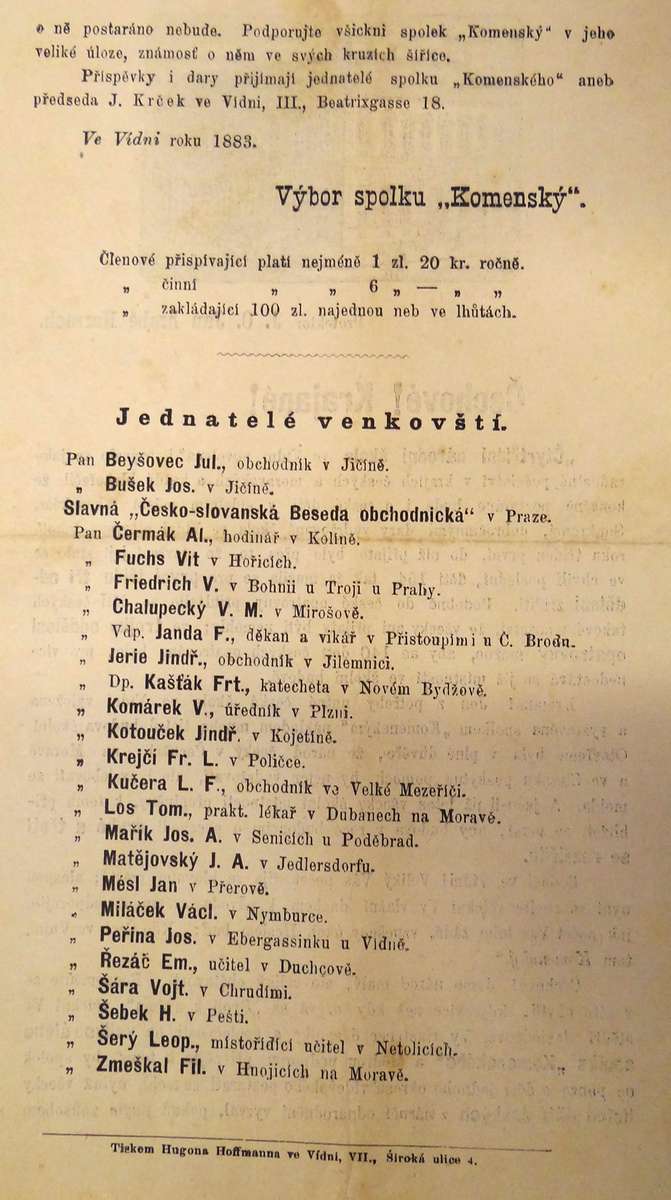 o ně postaráno nebude. Podporujte všickni spolek „Komenský“ v jeho
veliké úloze, známosť o něm ve svých kruzích šíříce.
Příspěvky i dary přijímají jednatelé spolku „Komenského“ aneb
předseda J. Krček ve Vídni, III., Beatrixgasse 18.
Ve Vídni roku 1883.
Výbor spolku „Komenský“.
Členové přispívající platí nejméně 1 zl. 20 kr. ročně.
„ činní „ „ 6 „ — „ „
„ zakládající 100 zl. najednou neb ve lhůtách.
Jednatelé venkovští.
Pan Beyšovec Jul., obchodník v Jičíně.
„ Bušek Jos. v Jičíně.
Slavná „Česko-slovanská Beseda obchodnická“ v Praze.
Pan Čermák Al., hodinář v Kolíně.
„ Fuchs Vít v Hořicích.
„ Friedrich V. v Bohnii u Troji u Prahy.
„ Chalupecký V. M. v Mirošově.
„ Vdp. Janda F., děkan a vikář v Přistoupimi u Č. Brodu.
„ Jerie Jindř., obchodník v Jilemnici.
„ Dp. Kašťák Frt., katecheta v Novém Bydžově.
„ Komárek V., úředník v Plzni.
„ Kotouček Jindř. v Kojetíně.
„ Krejčí Fr. L. v Poličce.
„ Kučera L. F., obchodník ve Velké Mezeříčí.
„ Los Tom., prakt. lékař v Dubanech na Moravě.
„ Mařík Jos. A. v Senicích u Poděbrad.
„ Matějovský J. A. v Jedlersdorfu.
„ Mésl Jan v Přerově.
„ Miláček Václ. v Nymburce.
„ Peřina Jos. v Ebergassinku u Vídně.
„ Řezáč Em., učitel v Duchcově.
„ Šára Vojt. v Chrudimi.
„ Šebek H. v Pešti.
„ Šerý Leop., místořídící učitel v Netolicích.
„ Zmeškal Fil. v Hnojicích na Moravě.
Tiskem Hugona Hoffmanna ve Vídni, VII., Široká ulice 4.